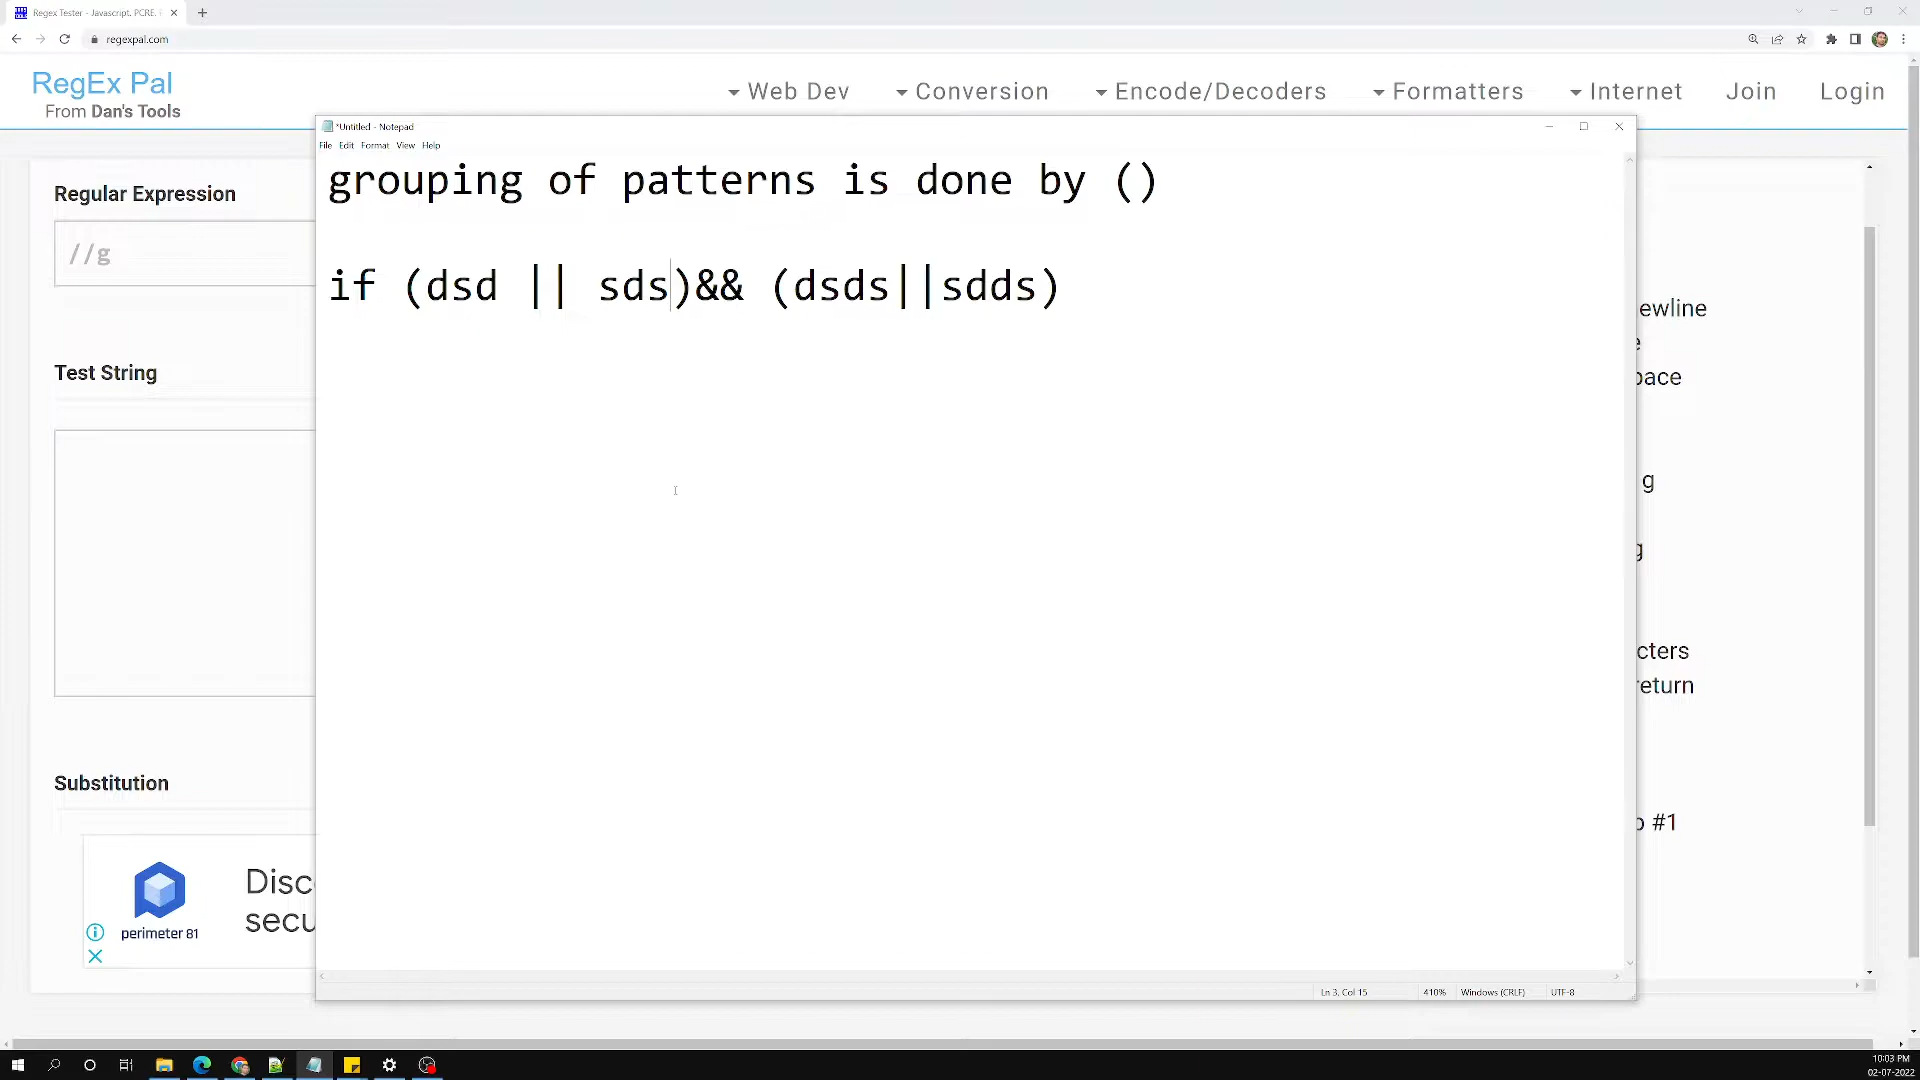 Regex Tester - Javascript, PCRE,
regexpal.com
RegEx Pal
From Dan's Tools
Web Dev
Conversion
Encode/Decoders
Formatters
Internet
Join
Login
*Untitled - Notepad
File Edit Format View Help
grouping of patterns is done by ()
if (dsd || sds)&& (dsds||sdds)
Regular Expression
//g
Test String
Substitution
Disc
secu
perimeter 81
ewline
e
pace
g
g
cters
return
p #1
Ln 3, Col 15
410%
Windows (CRLF)
UTF-8
10:03 PM
02-07-2022